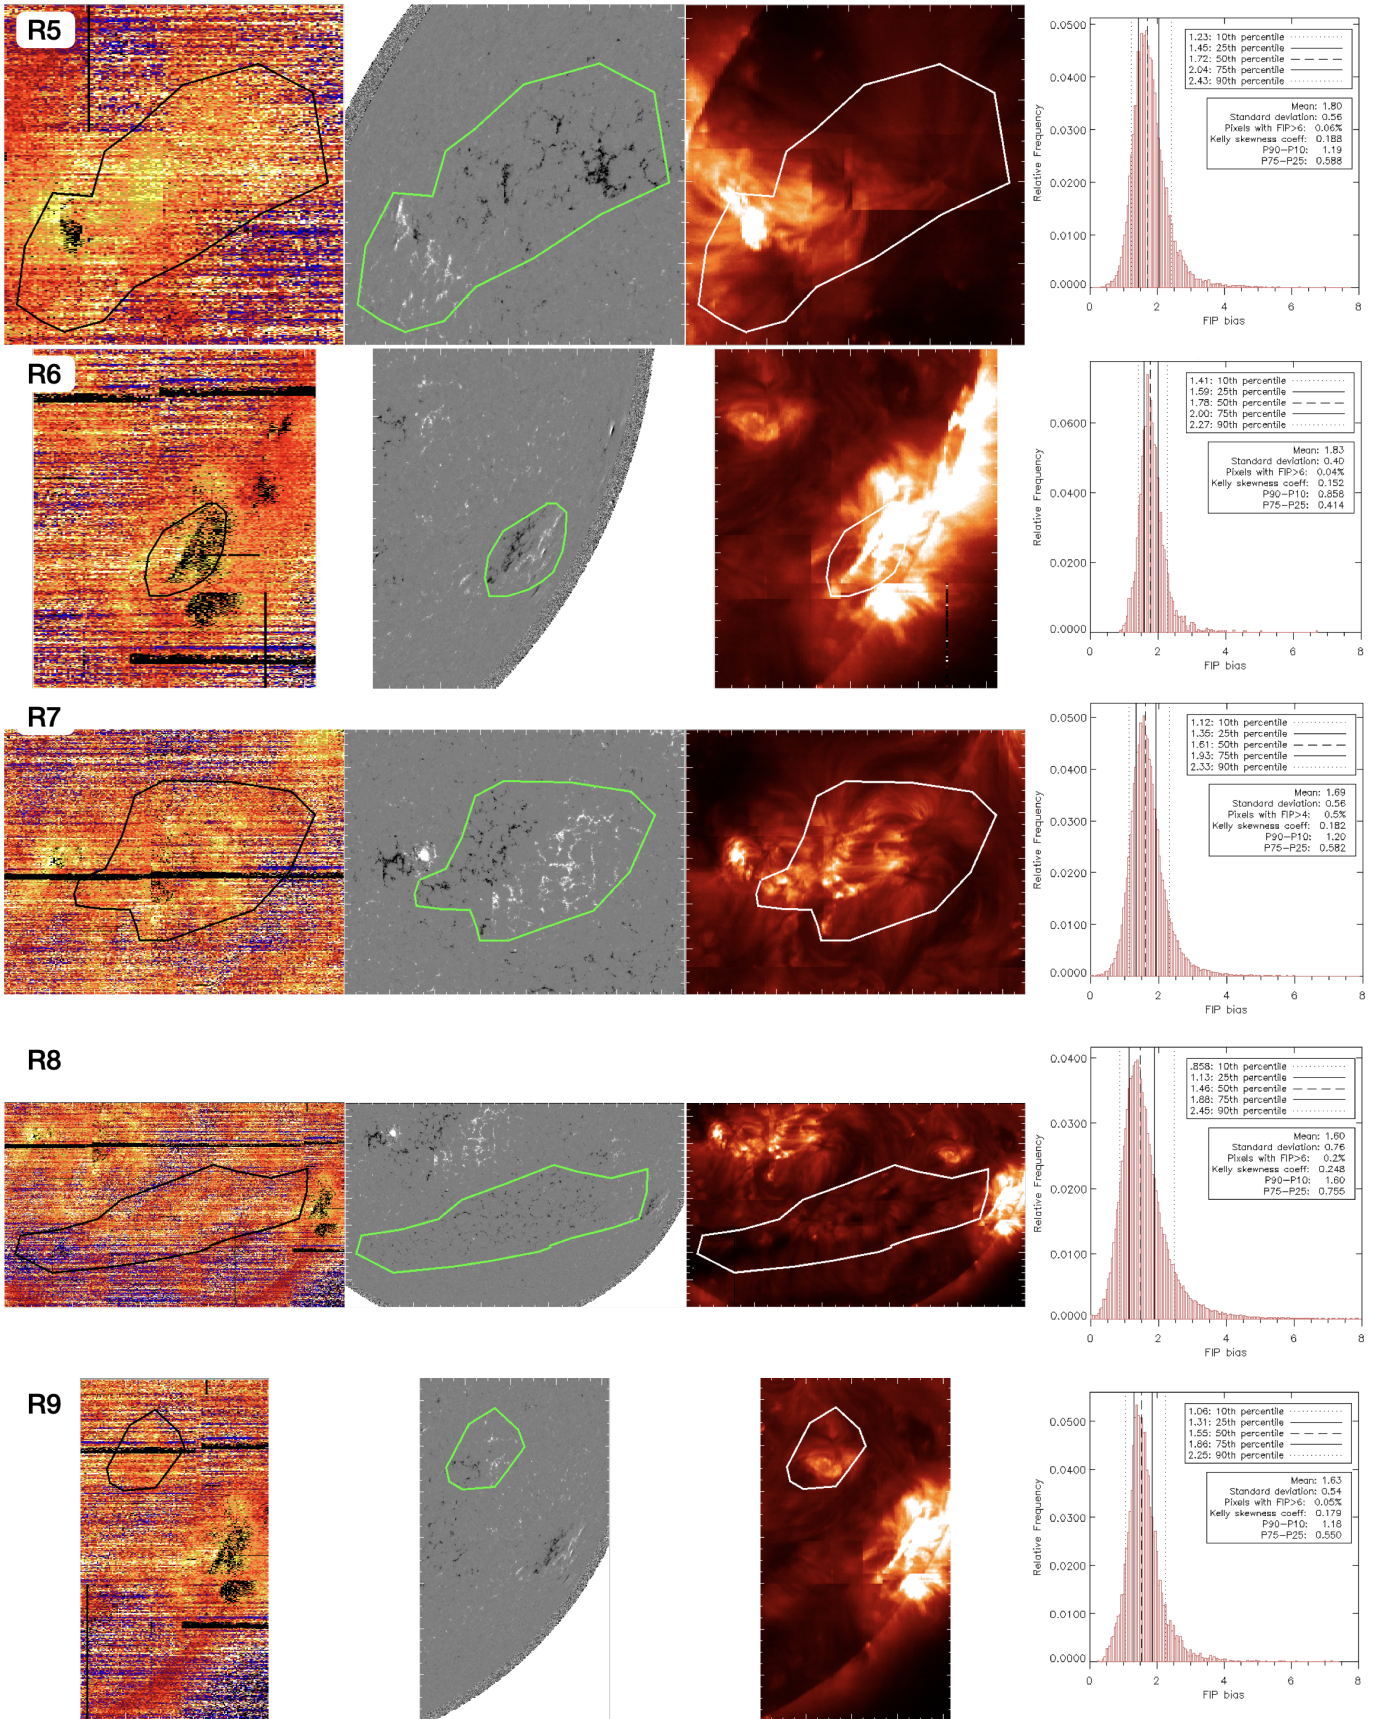 R5
0.0500
0.0400
0.0300
0.0200
0.0100
0.0000
Relative Frequency
1.23: 10th percentile
1.45: 25th percentile
1.72: 50th percentile
2.04: 75th percentile
2.43: 90th percentile
Mean: 1.80
Standard deviation: 0.56
Pixels with FIP>6: 0.06%
Kelly skewness coeff: 0.188
P90-P10: 1.19
P75-P25: 0.588
0 2 4 6 8
FIP bias
R6
0.0600
0.0400
0.0200
0.0000
Relative Frequency
1.41: 10th percentile
1.59: 25th percentile
1.78: 50th percentile
2.00: 75th percentile
2.27: 90th percentile
Mean: 1.83
Standard deviation: 0.40
Pixels with FIP>6: 0.04%
Kelly skewness coeff: 0.152
P90-P10: 0.858
P75-P25: 0.414
0 2 4 6 8
FIP bias
R7
0.0500
0.0400
0.0300
0.0200
0.0100
0.0000
Relative Frequency
1.12: 10th percentile
1.35: 25th percentile
1.61: 50th percentile
1.93: 75th percentile
2.33: 90th percentile
Mean: 1.69
Standard deviation: 0.56
Pixels with FIP>4: 0.5%
Kelly skewness coeff: 0.182
P90-P10: 1.20
P75-P25: 0.582
0 2 4 6 8
FIP bias
R8
0.0400
0.0300
0.0200
0.0100
0.0000
Relative Frequency
.858: 10th percentile
1.13: 25th percentile
1.46: 50th percentile
1.88: 75th percentile
2.45: 90th percentile
Mean: 1.60
Standard deviation: 0.76
Pixels with FIP>6: 0.2%
Kelly skewness coeff: 0.248
P90-P10: 1.60
P75-P25: 0.755
0 2 4 6 8
FIP bias
R9
0.0500
0.0400
0.0300
0.0200
0.0100
0.0000
Relative Frequency
1.06: 10th percentile
1.31: 25th percentile
1.55: 50th percentile
1.86: 75th percentile
2.25: 90th percentile
Mean: 1.63
Standard deviation: 0.54
Pixels with FIP>6: 0.05%
Kelly skewness coeff: 0.179
P90-P10: 1.18
P75-P25: 0.550
0 2 4 6 8
FIP bias